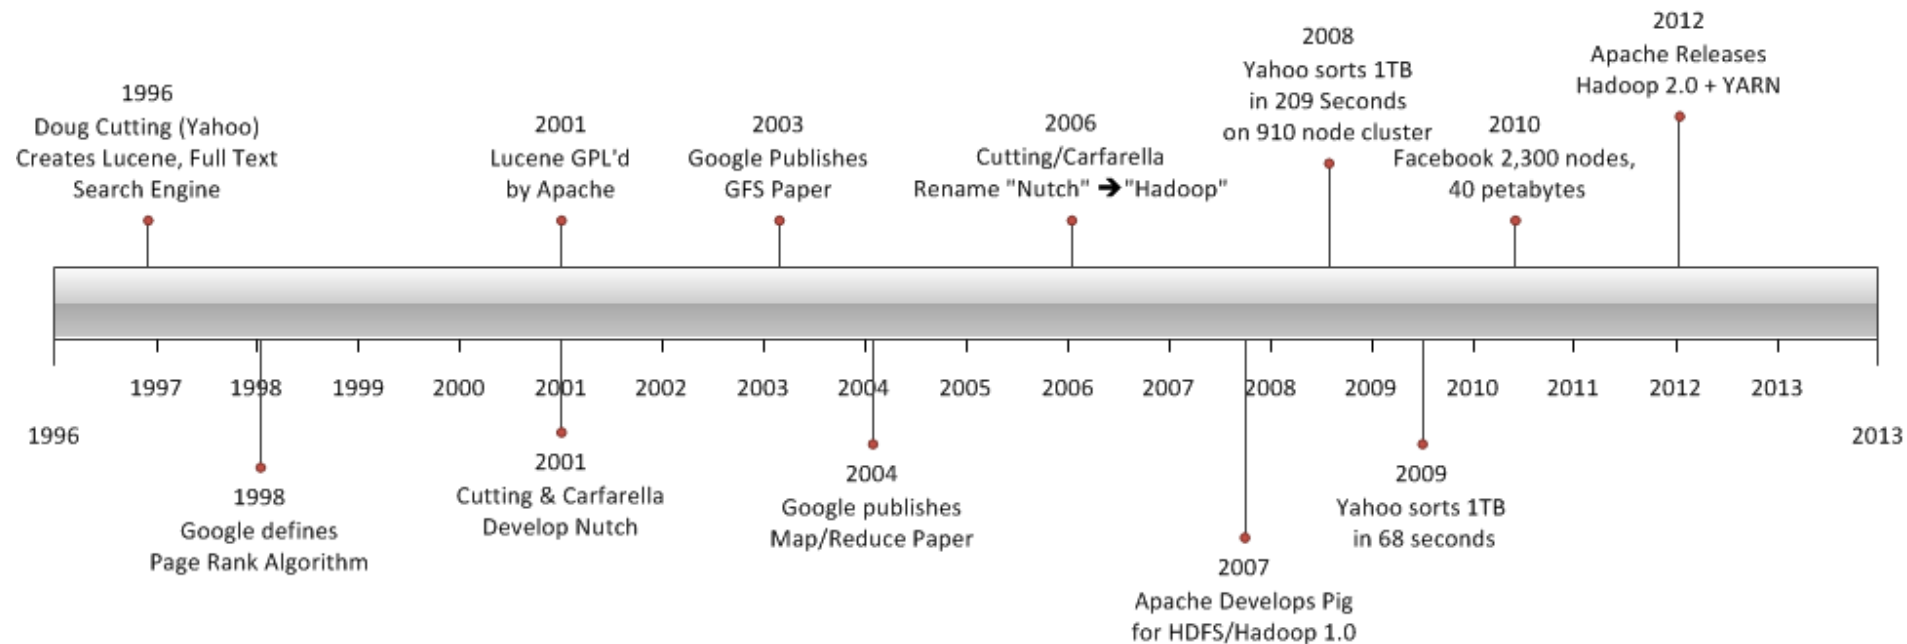 1996
Doug Cutting (Yahoo)
Creates Lucene, Full Text
Search Engine
2001
Lucene GPL'd
by Apache
2003
Google Publishes
GFS Paper
2006
Cutting/Carfarella
Rename "Nutch" ➔"Hadoop"
2008
Yahoo sorts 1TB
in 209 Seconds
on 910 node cluster
2010
Facebook 2,300 nodes,
40 petabytes
2012
Apache Releases
Hadoop 2.0 + YARN
1997 1998 1999 2000 2001 2002 2003 2004 2005 2006 2007 2008 2009 2010 2011 2012 2013
1996 2013
1998
Google defines
Page Rank Algorithm
2001
Cutting & Carfarella
Develop Nutch
2004
Google publishes
Map/Reduce Paper
2007
Apache Develops Pig
for HDFS/Hadoop 1.0
2009
Yahoo sorts 1TB
in 68 seconds